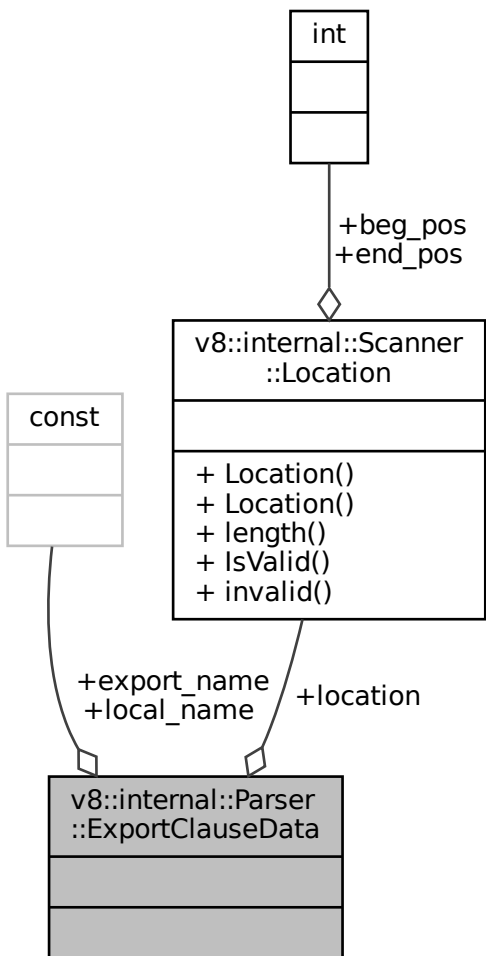 int
+beg_pos
+end_pos
v8::internal::Scanner
::Location
+ Location()
+ Location()
+ length()
+ IsValid()
+ invalid()
const
+export_name
+local_name
+location
v8::internal::Parser
::ExportClauseData